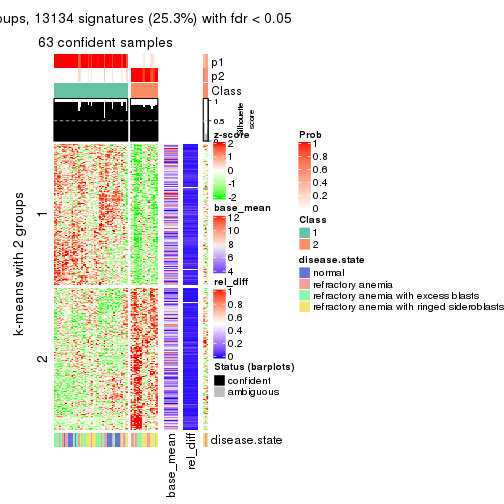 oups, 13134 signatures (25.3%) with fdr < 0.05
63 confident samples
p1
p2
Class
1
0.5
0
Silhouette
score
k-means with 2 groups
1
2
z-score
2
1
0
-1
-2
base_mean
12
10
8
6
4
rel_diff
1
0.8
0.6
0.4
0.2
0
Status (barplots)
confident
ambiguous
Prob
1
0.8
0.6
0.4
0.2
0
Class
1
2
disease.state
normal
refractory anemia
refractory anemia with excess blasts
refractory anemia with ringed sideroblasts
disease.state
base_mean
rel_diff